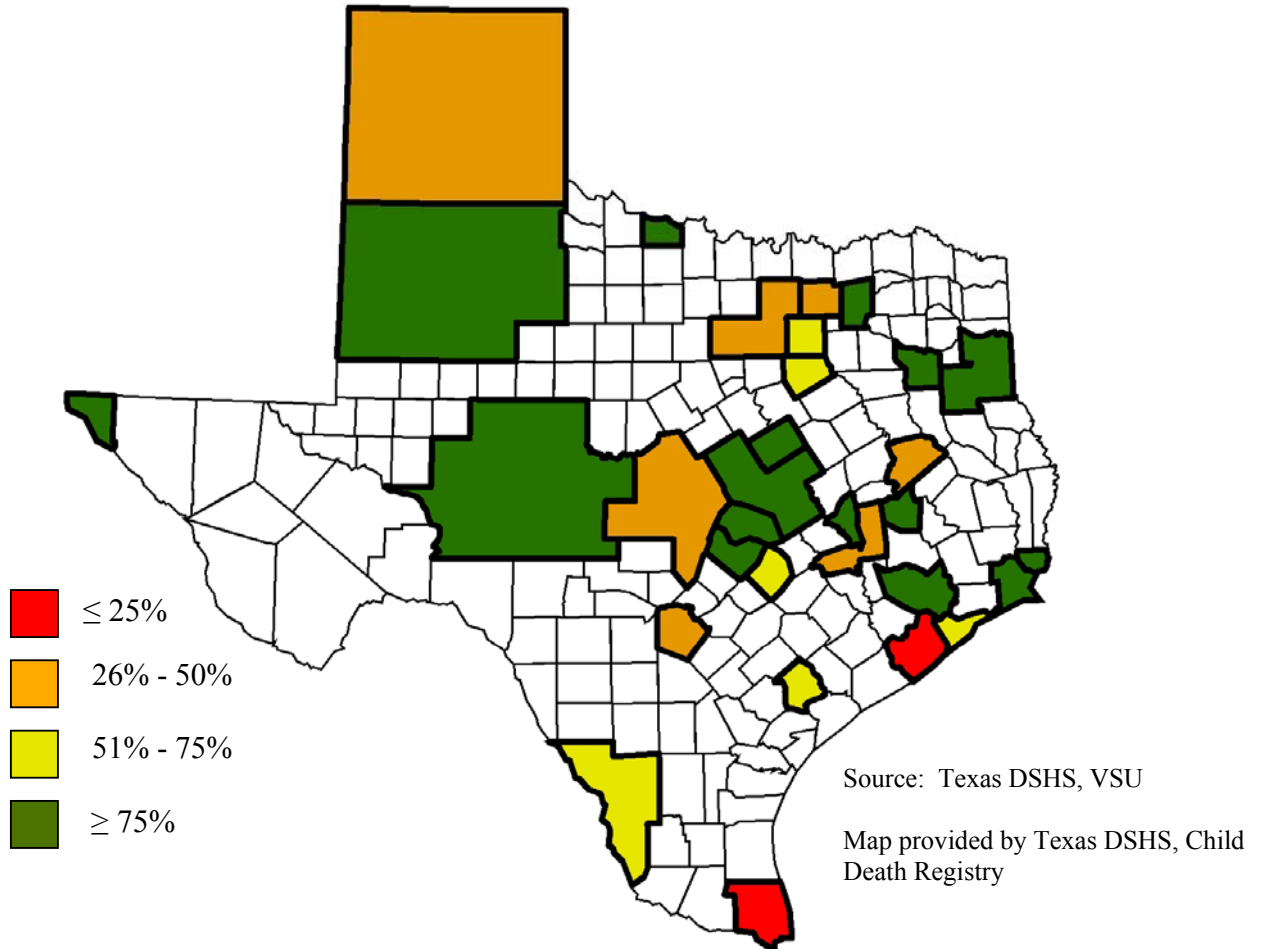 ≤ 25%
26% - 50%
51% - 75%
≥ 75%
Source: Texas DSHS, VSU
Map provided by Texas DSHS, Child
Death Registry